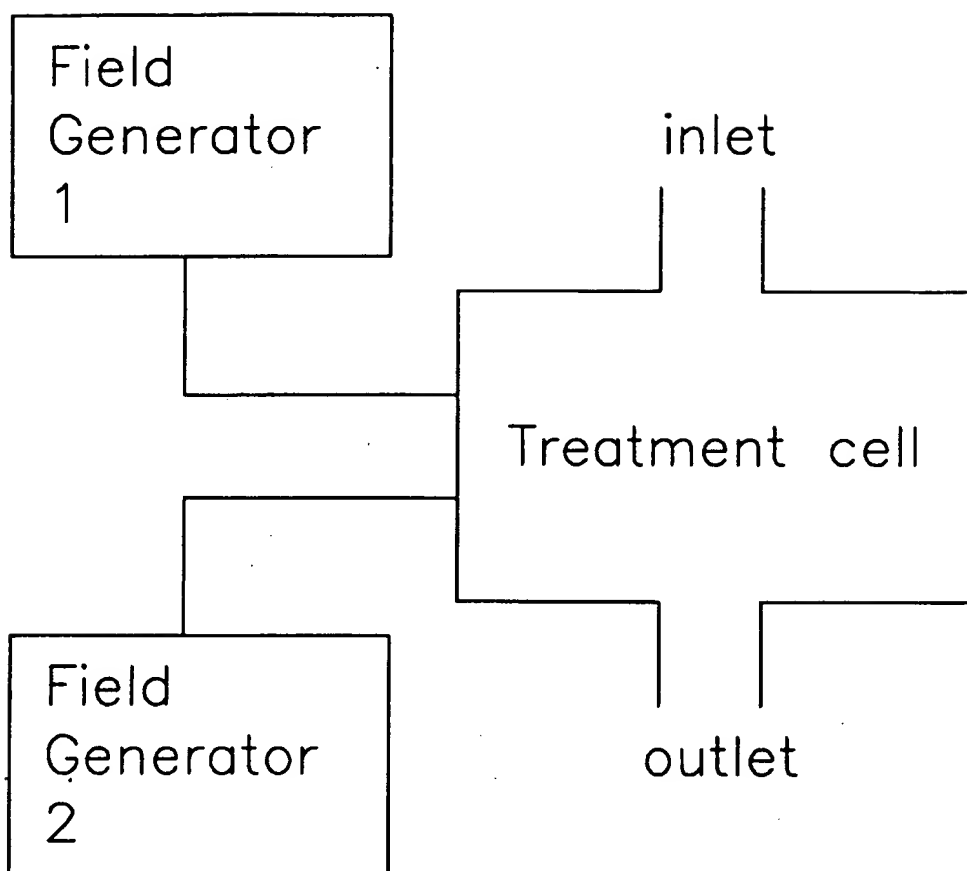 Field
Generator
1
inlet
Treatment cell
Field
Generator
2
outlet